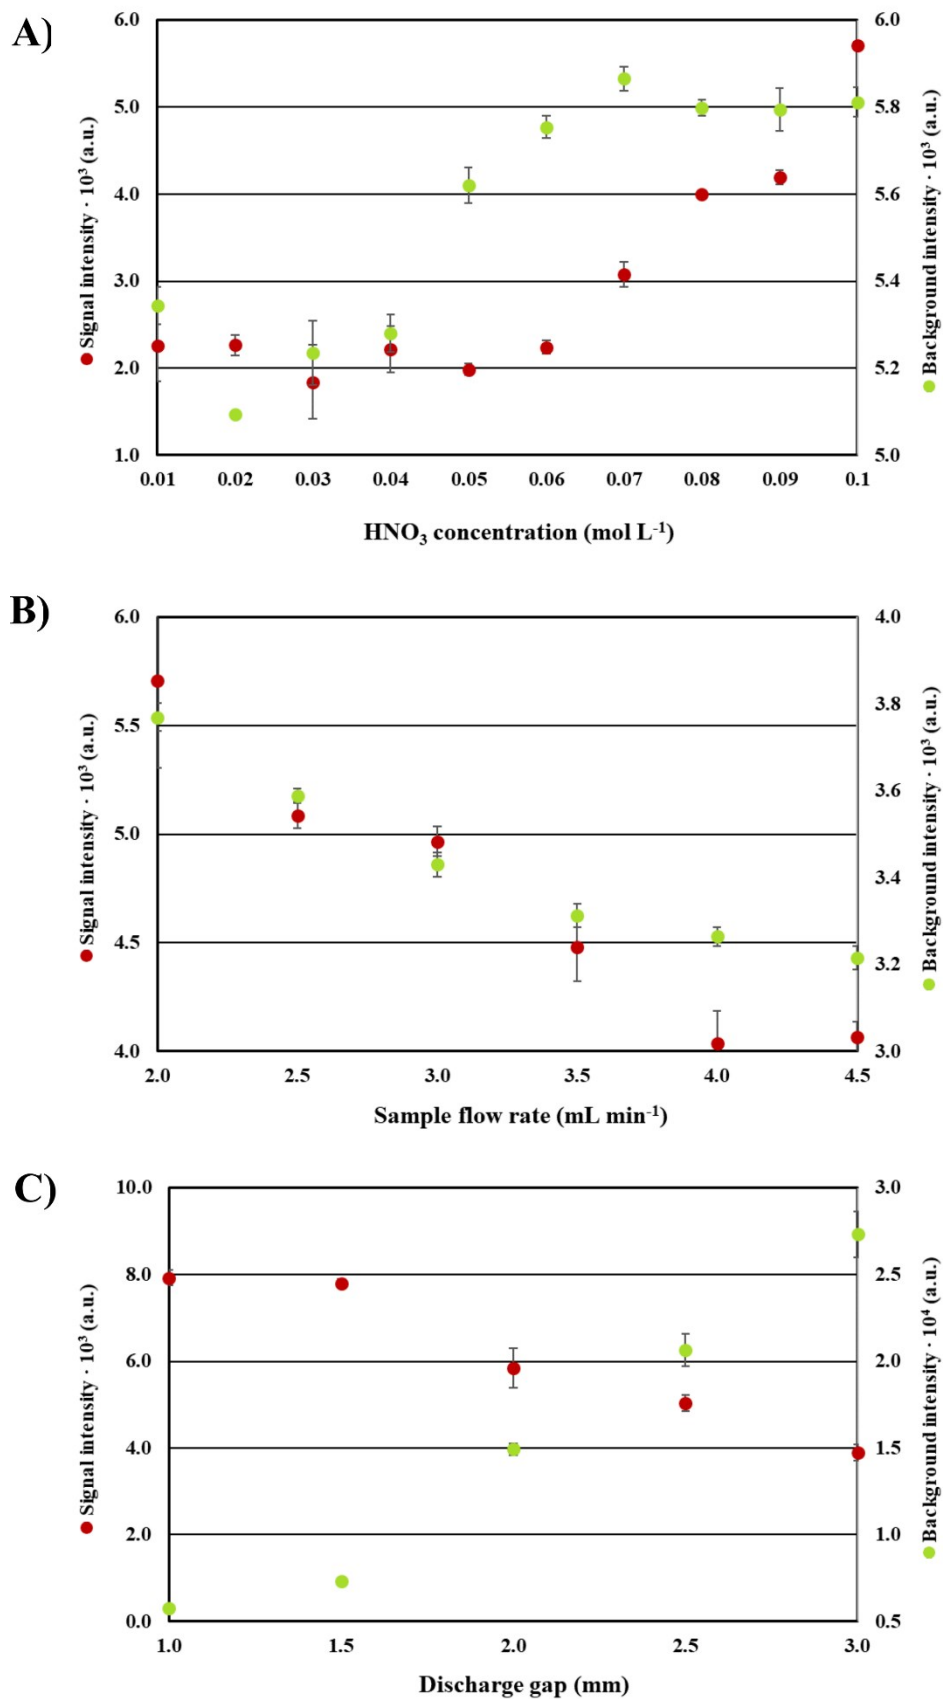 A)
6.0
5.0
4.0
3.0
2.0
1.0
Signal intensity · 10³ (a.u.)
6.0
5.8
5.6
5.4
5.2
5.0
Background intensity · 10³ (a.u.)
0.01 0.02 0.03 0.04 0.05 0.06 0.07 0.08 0.09 0.1
HNO₃ concentration (mol L⁻¹)
B)
6.0
5.5
5.0
4.5
4.0
Signal intensity · 10³ (a.u.)
4.0
3.8
3.6
3.4
3.2
3.0
Background intensity · 10³ (a.u.)
2.0 2.5 3.0 3.5 4.0 4.5
Sample flow rate (mL min⁻¹)
C)
10.0
8.0
6.0
4.0
2.0
0.0
Signal intensity · 10³ (a.u.)
3.0
2.5
2.0
1.5
1.0
0.5
Background intensity · 10⁴ (a.u.)
1.0 1.5 2.0 2.5 3.0
Discharge gap (mm)